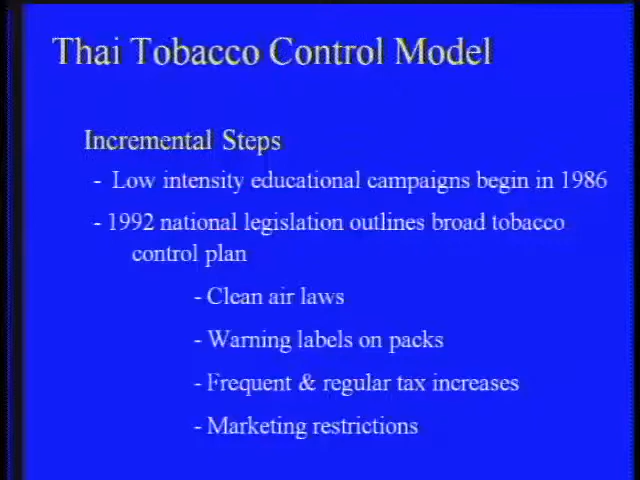 Thai Tobacco Control Model
Incremental Steps
- Low intensity educational campaigns begin in 1986
- 1992 national legislation outlines broad tobacco
control plan
- Clean air laws
- Warning labels on packs
- Frequent & regular tax increases
- Marketing restrictions